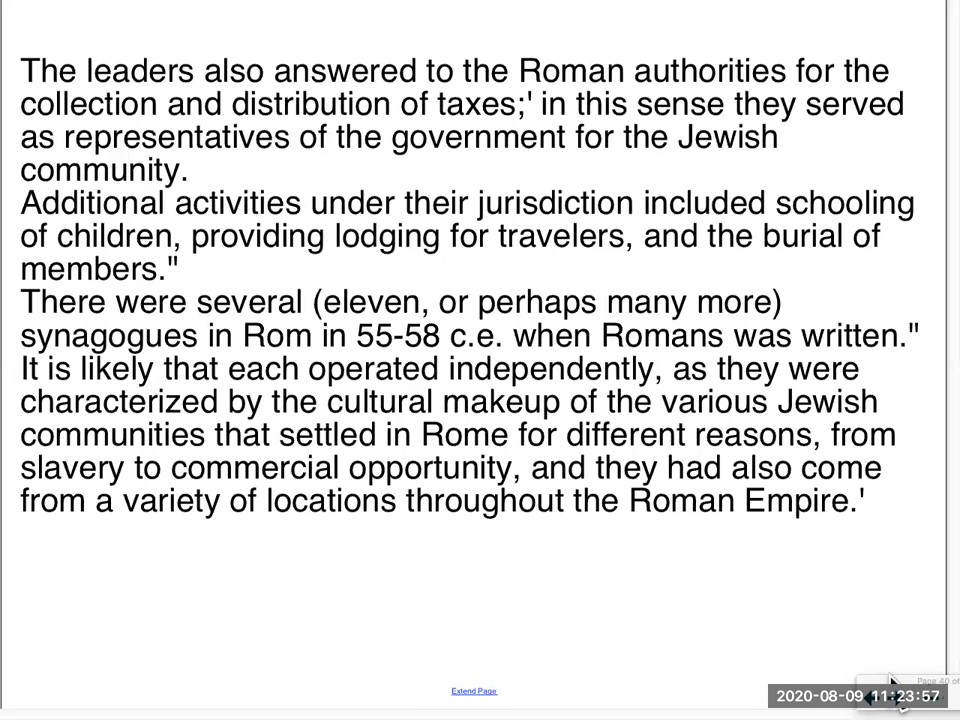 The leaders also answered to the Roman authorities for the
collection and distribution of taxes;' in this sense they served
as representatives of the government for the Jewish
community.
Additional activities under their jurisdiction included schooling
of children, providing lodging for travelers, and the burial of
members."
There were several (eleven, or perhaps many more)
synagogues in Rom in 55-58 c.e. when Romans was written."
It is likely that each operated independently, as they were
characterized by the cultural makeup of the various Jewish
communities that settled in Rome for different reasons, from
slavery to commercial opportunity, and they had also come
from a variety of locations throughout the Roman Empire.'
Page 40 of
Extend Page
2020-08-09 11:23:57